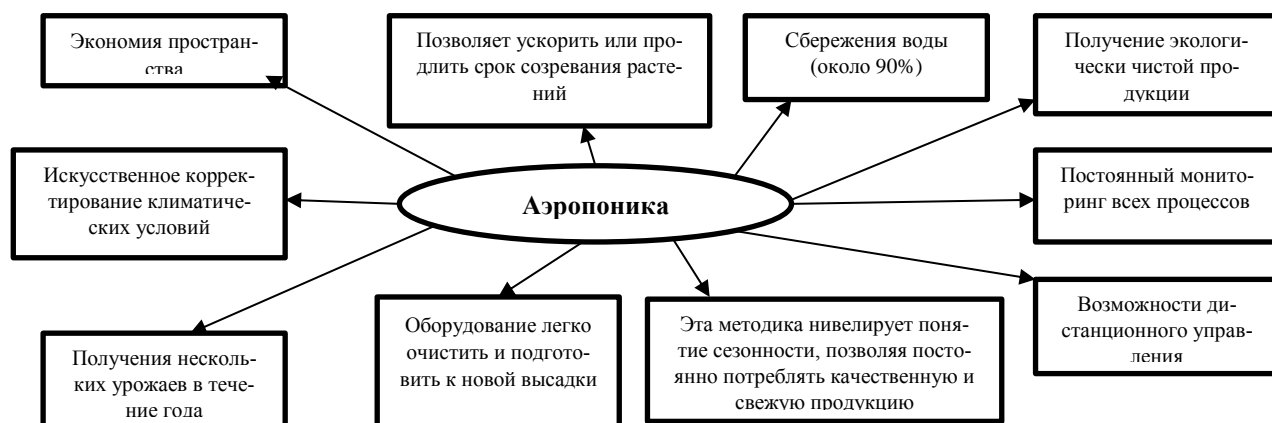 Экономия простран-
ства
Позволяет ускорить или про-
длить срок созревания расте-
ний
Сбережения воды
(около 90%)
Получение экологи-
чески чистой про-
дукции
Искусственное коррек-
тирование климатиче-
ских условий
Аэропоника
Постоянный монито-
ринг всех процессов
Получения несколь-
ких урожаев в тече-
ние года
Оборудование легко
очистить и подгото-
вить к новой высадки
Эта методика нивелирует поня-
тие сезонности, позволяя посто-
янно потреблять качественную и
свежую продукцию
Возможности ди-
станционного управ-
ления